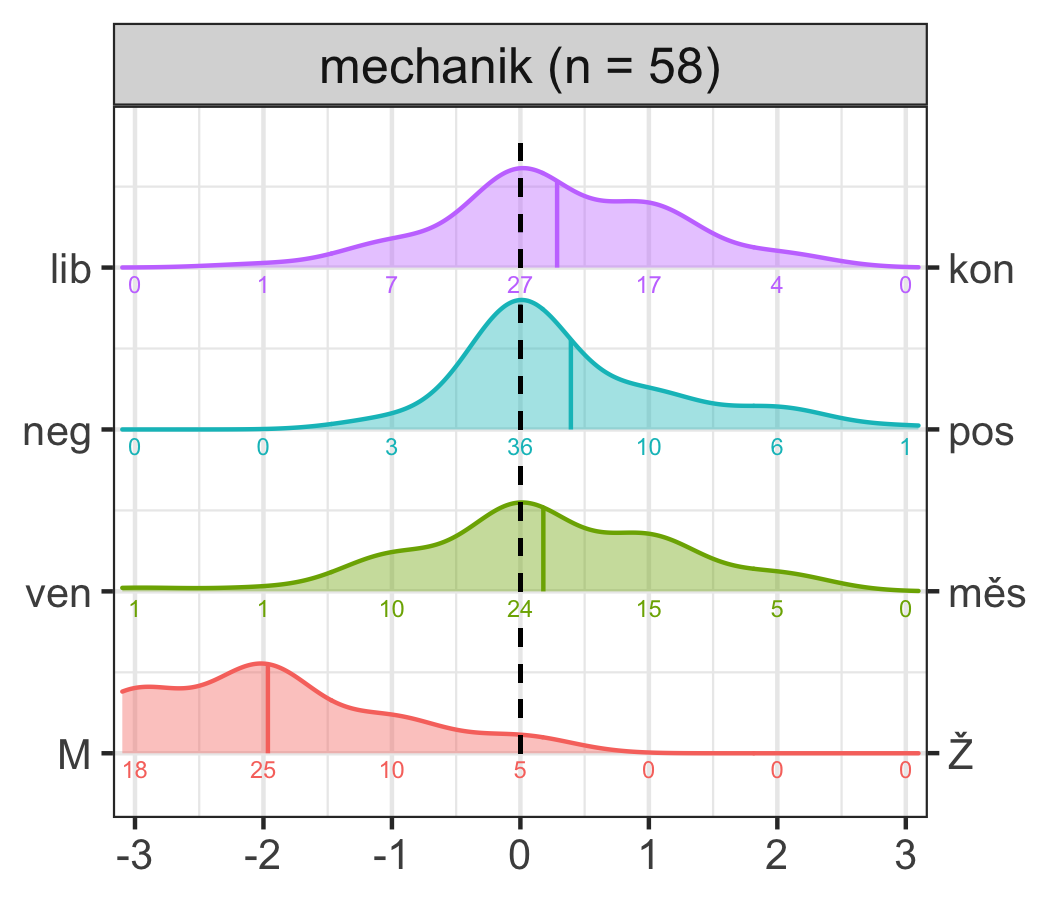 mechanik (n = 58)
lib kon
0 1 7 27 17 4 0
neg pos
0 0 3 36 10 6 1
ven měs
1 1 10 24 15 5 0
M Ž
18 25 10 5 0 0 0
-3 -2 -1 0 1 2 3